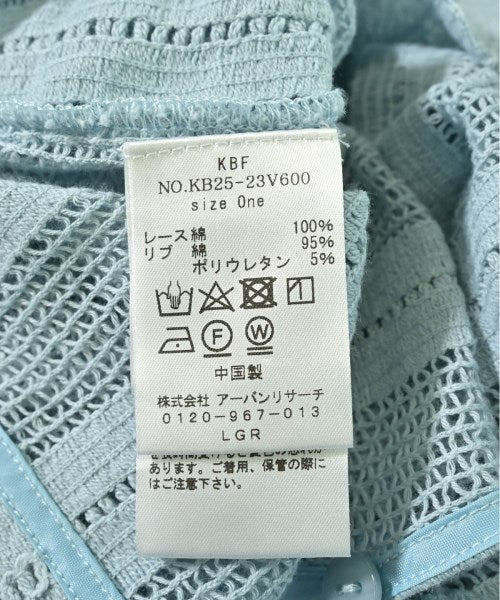 KBF
NO.KB25-23V600
size One
レース綿 100%
リブ 綿 95%
ポリウレタン 5%
F W
中国製
株式会社 アーバンリサーチ
0120-967-013
LGR
あります。ご着用、保管の際に
はご注意下さい。